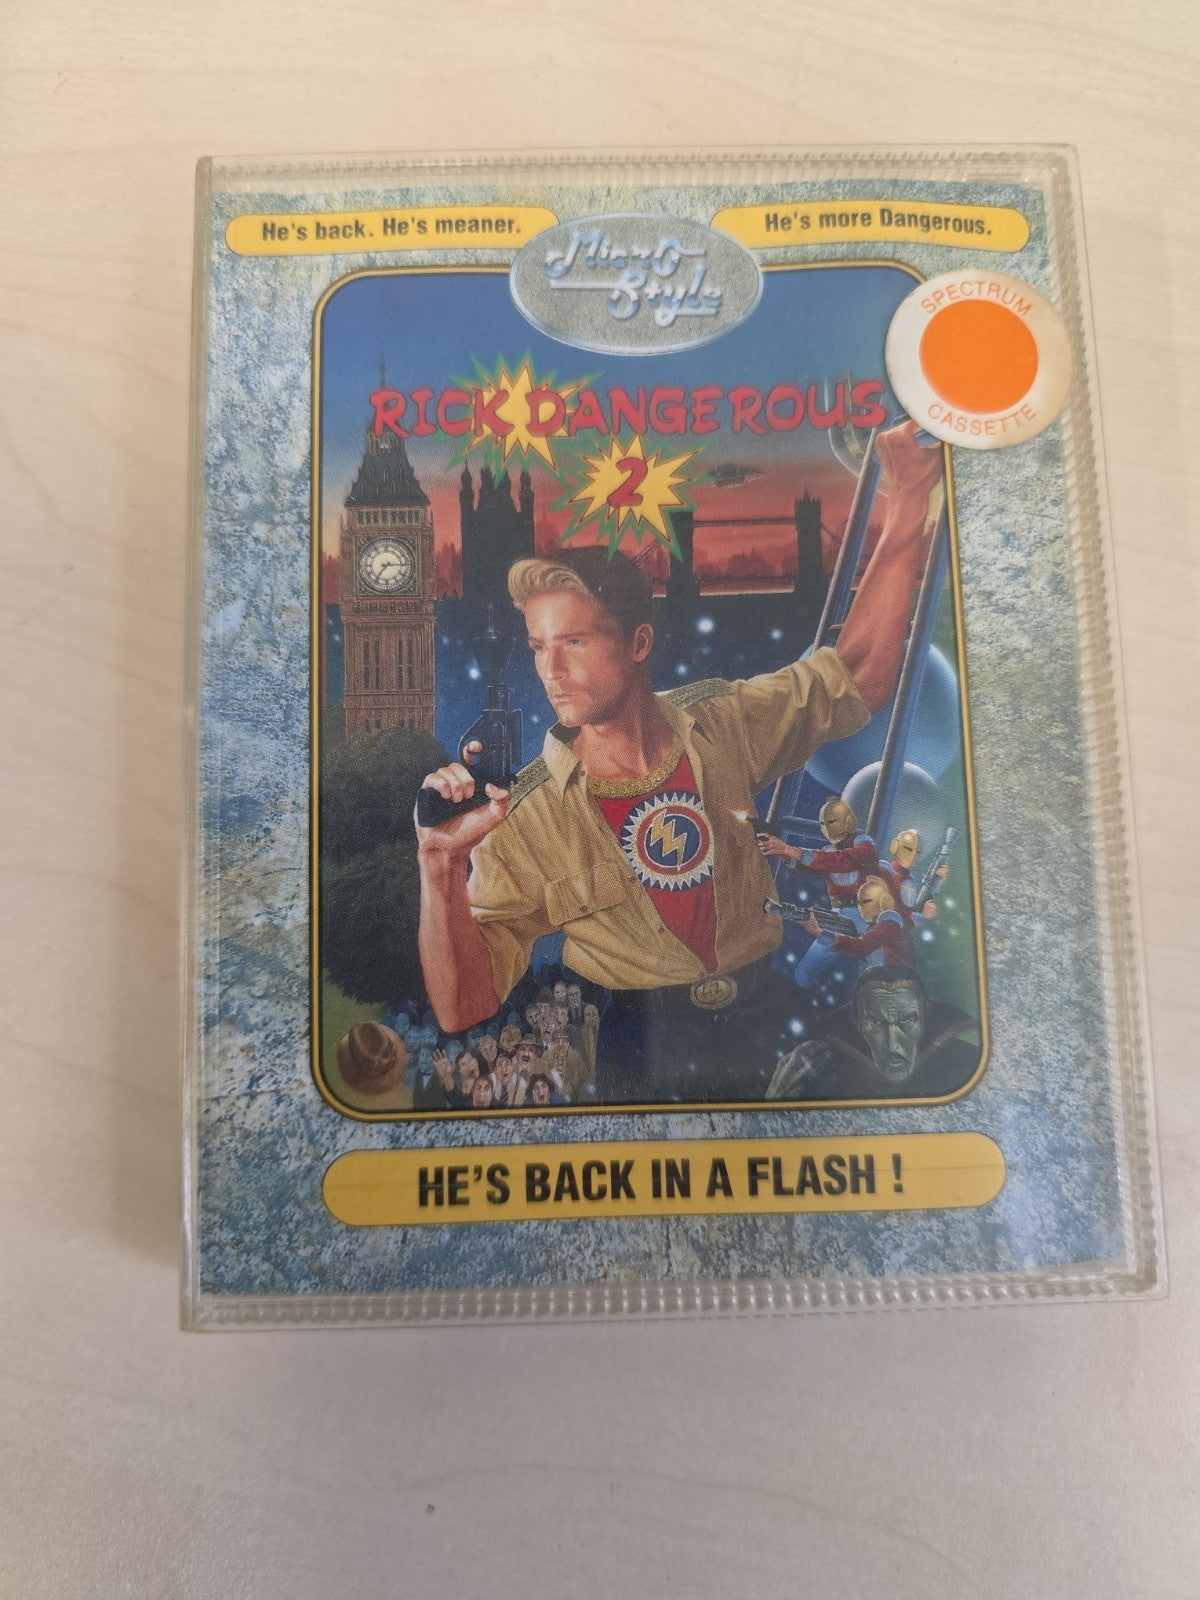 He's back. He's meaner.
Micro Style
He's more Dangerous.
SPECTRUM
CASSETTE
RICK DANGEROUS
2
HE'S BACK IN A FLASH !